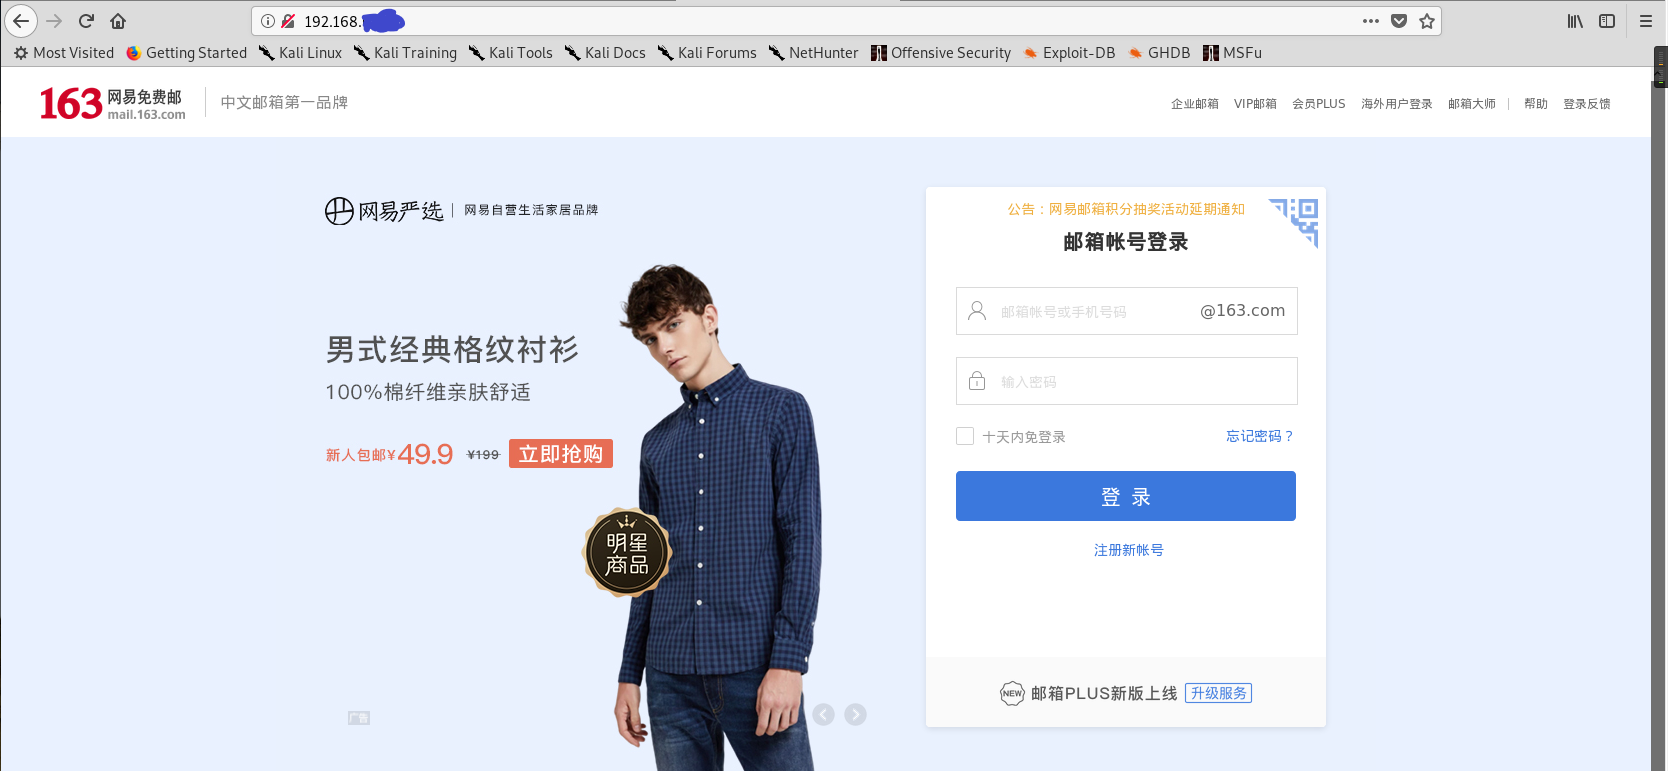 192.168.
Most Visited Getting Started Kali Linux Kali Training Kali Tools Kali Docs Kali Forums NetHunter Offensive Security Exploit-DB GHDB MSFu
163 网易免费邮 mail.163.com 中文邮箱第一品牌
企业邮箱 VIP邮箱 会员PLUS 海外用户登录 邮箱大师 | 帮助 登录反馈
网易严选 | 网易自营生活家居品牌
男式经典格纹衬衫
100%棉纤维亲肤舒适
新人包邮¥49.9 ¥199 立即抢购
明星
商品
广告
公告：网易邮箱积分抽奖活动延期通知
邮箱帐号登录
邮箱帐号或手机号码 @163.com
输入密码
十天内免登录 忘记密码？
登 录
注册新帐号
NEW 邮箱PLUS新版上线 升级服务